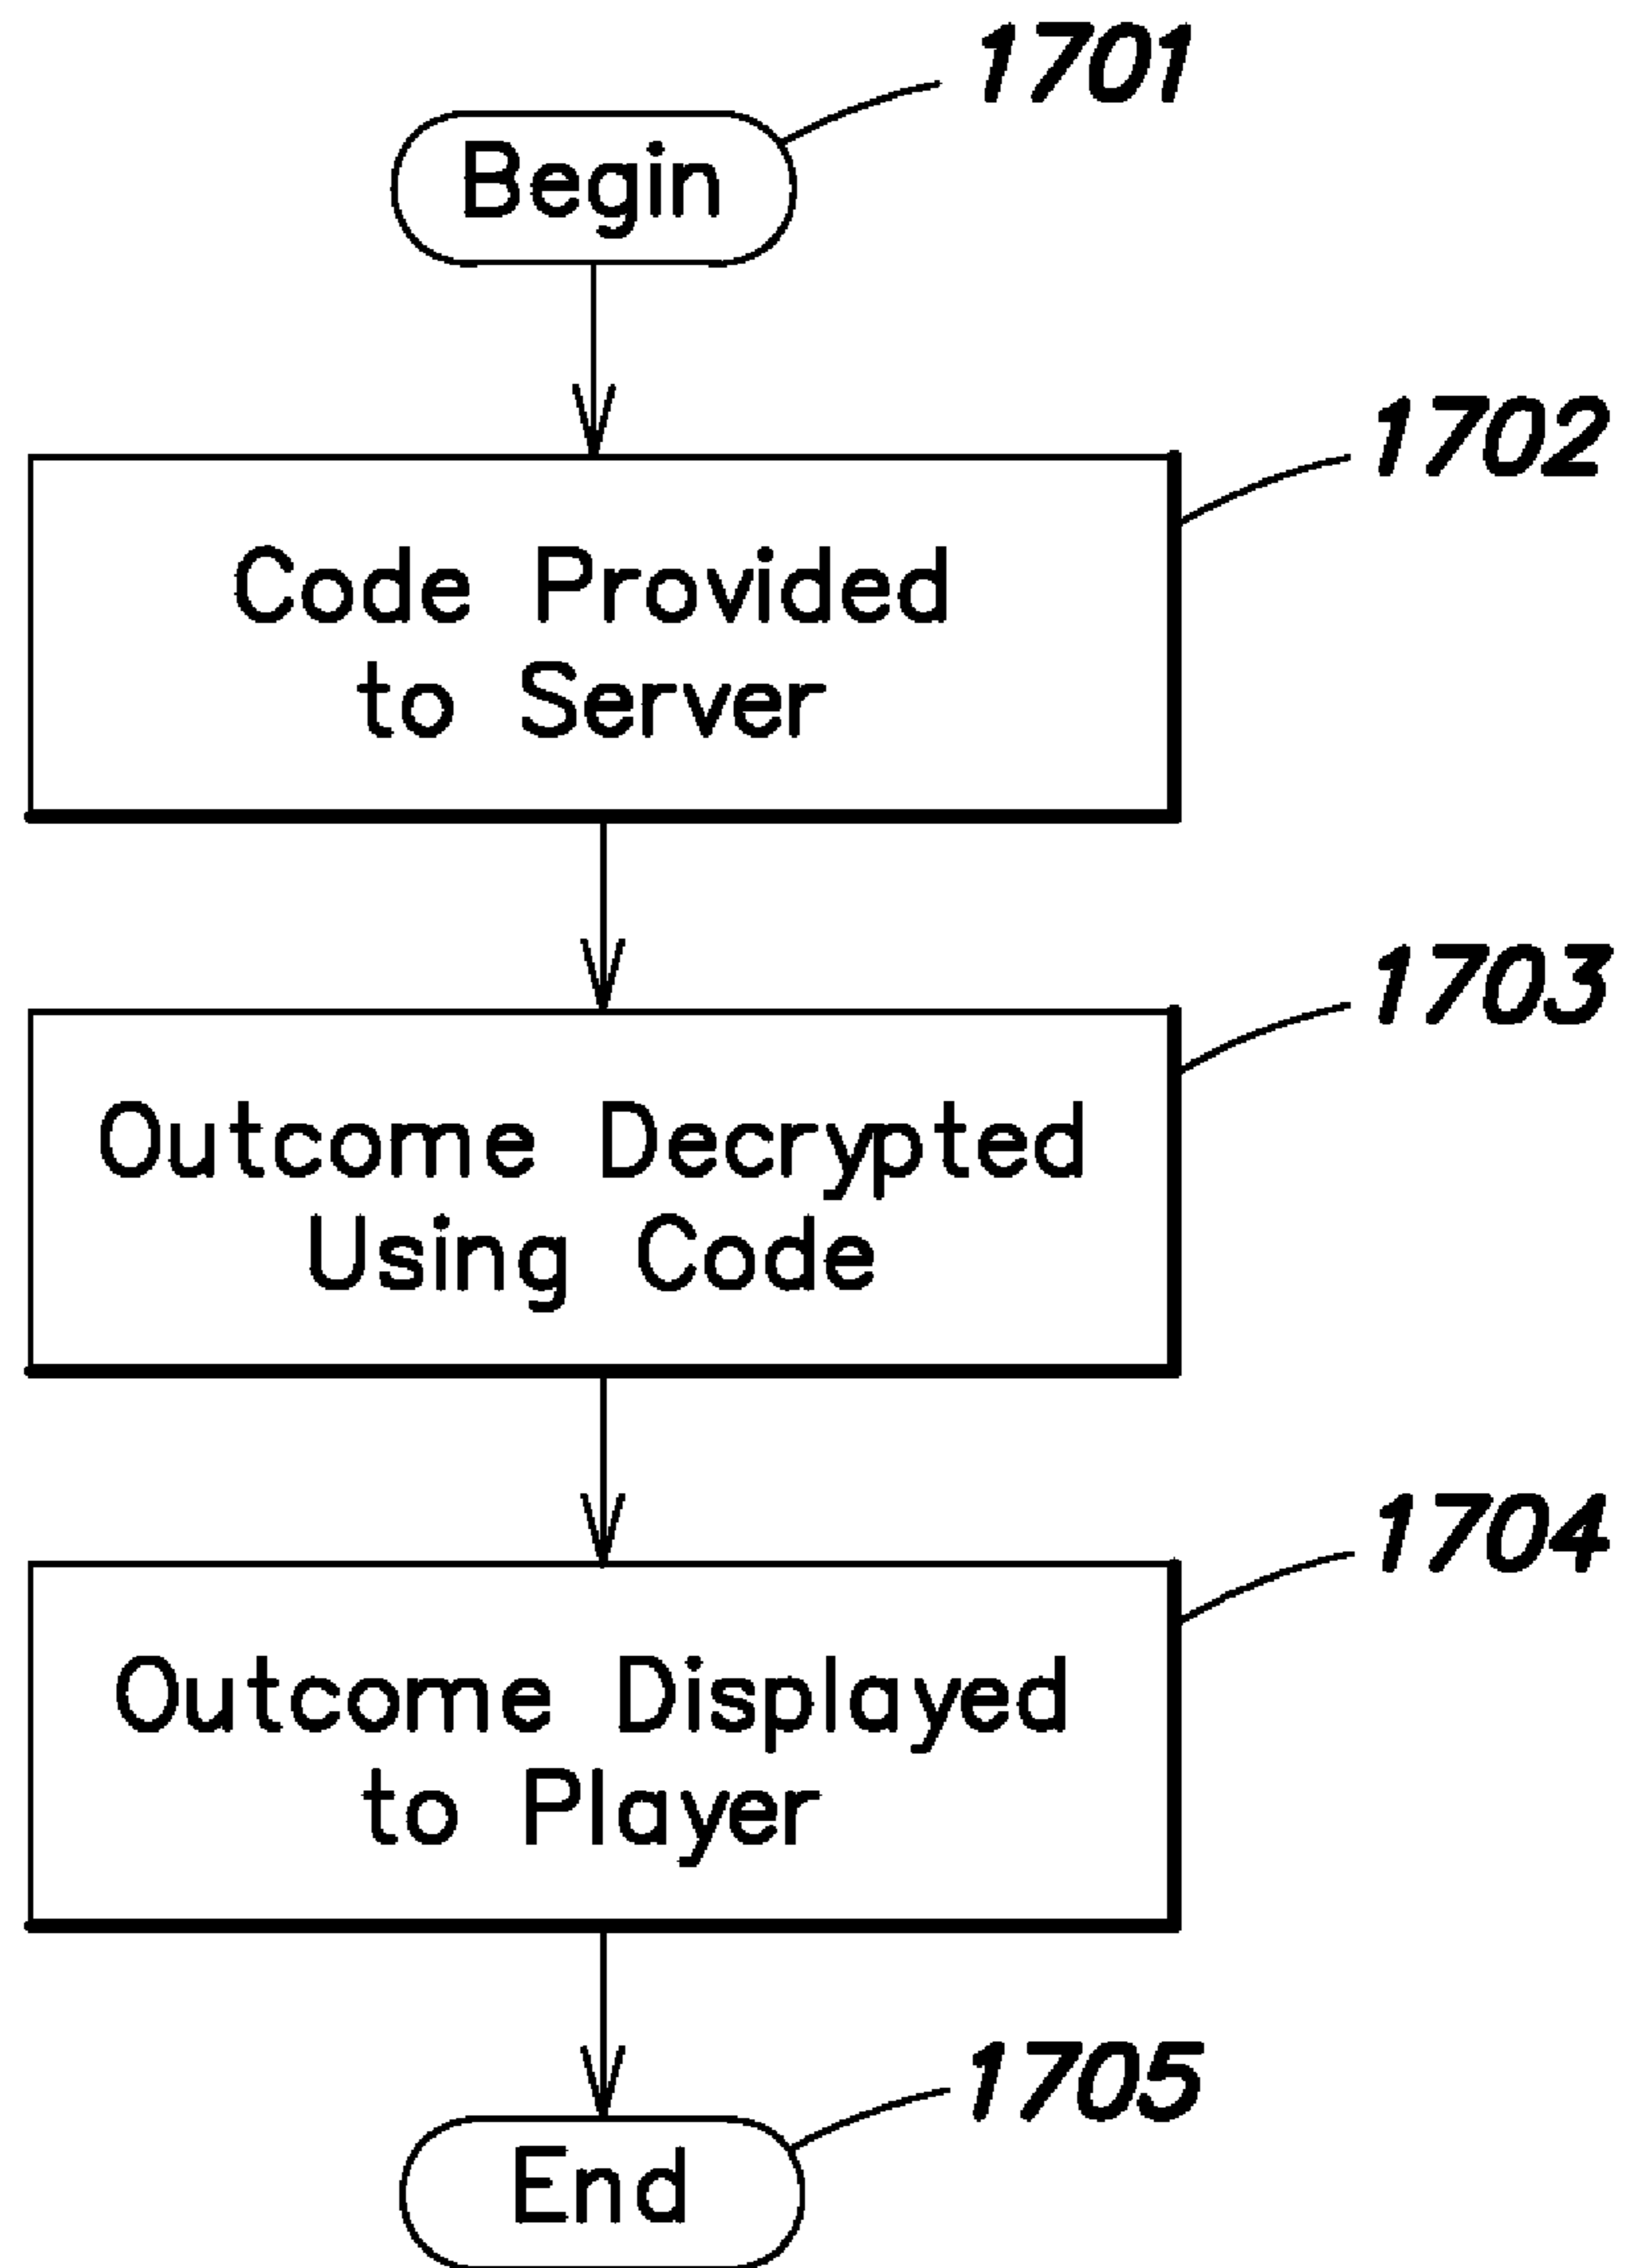 1701
Begin
1702
Code Provided
to Server
1703
Outcome Decrypted
Using Code
1704
Outcome Displayed
to Player
1705
End